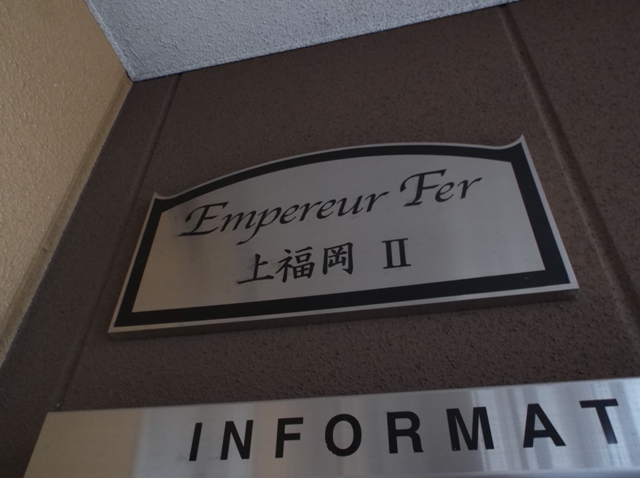 Empereur Fer
上福岡 Ⅱ
INFORMAT